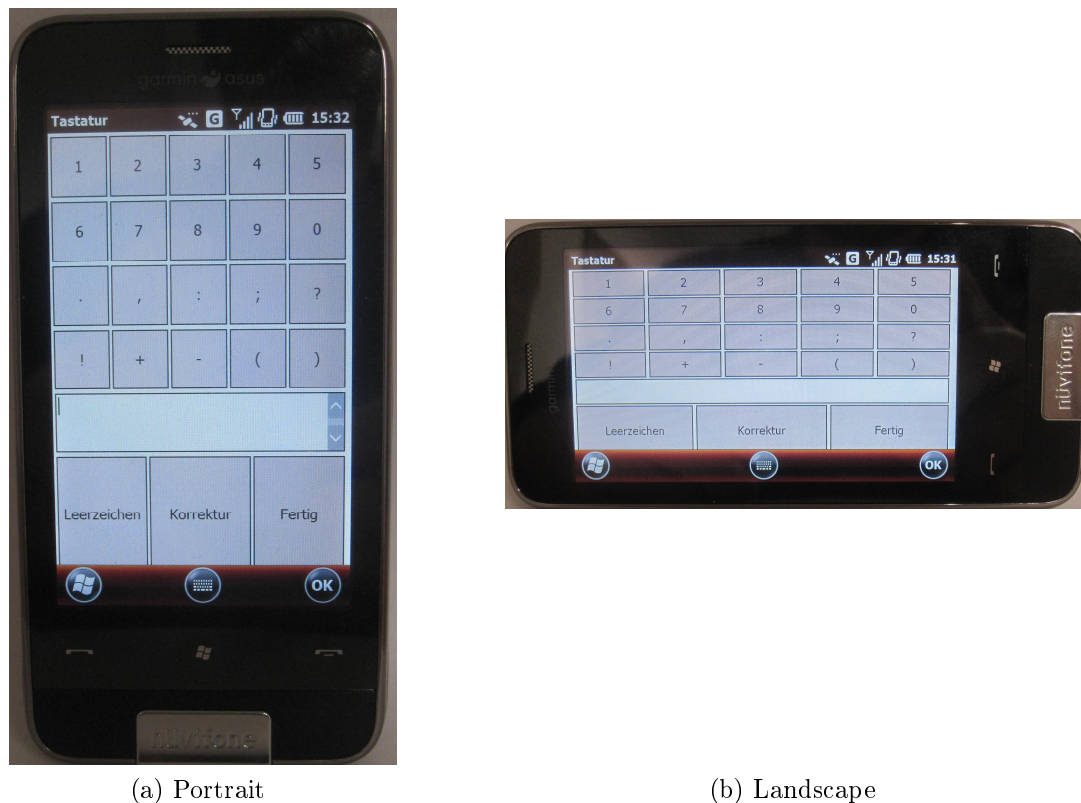 garmin asus
Tastatur G 15:32
1 2 3 4 5
6 7 8 9 0
. , : ; ?
! + - ( )
Leerzeichen Korrektur Fertig
OK
nüvifone
(a) Portrait
Tastatur G 15:31
1 2 3 4 5
6 7 8 9 0
. , : ; ?
! + - ( )
Leerzeichen Korrektur Fertig
OK
garmin
nüvifone
(b) Landscape